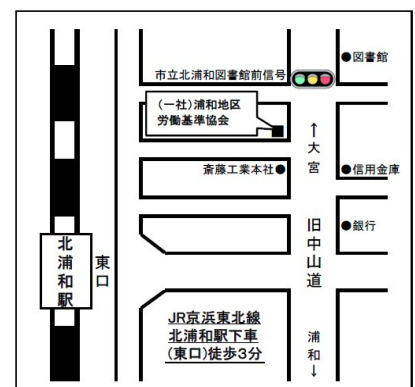 ●図書館
市立北浦和図書館前信号
(一社)浦和地区
労働基準協会
↑
大
宮
斎藤工業本社●
●信用金庫
旧中山道
●銀行
北浦和駅
東口
JR京浜東北線
北浦和駅下車
(東口)徒歩3分
浦
和
↓